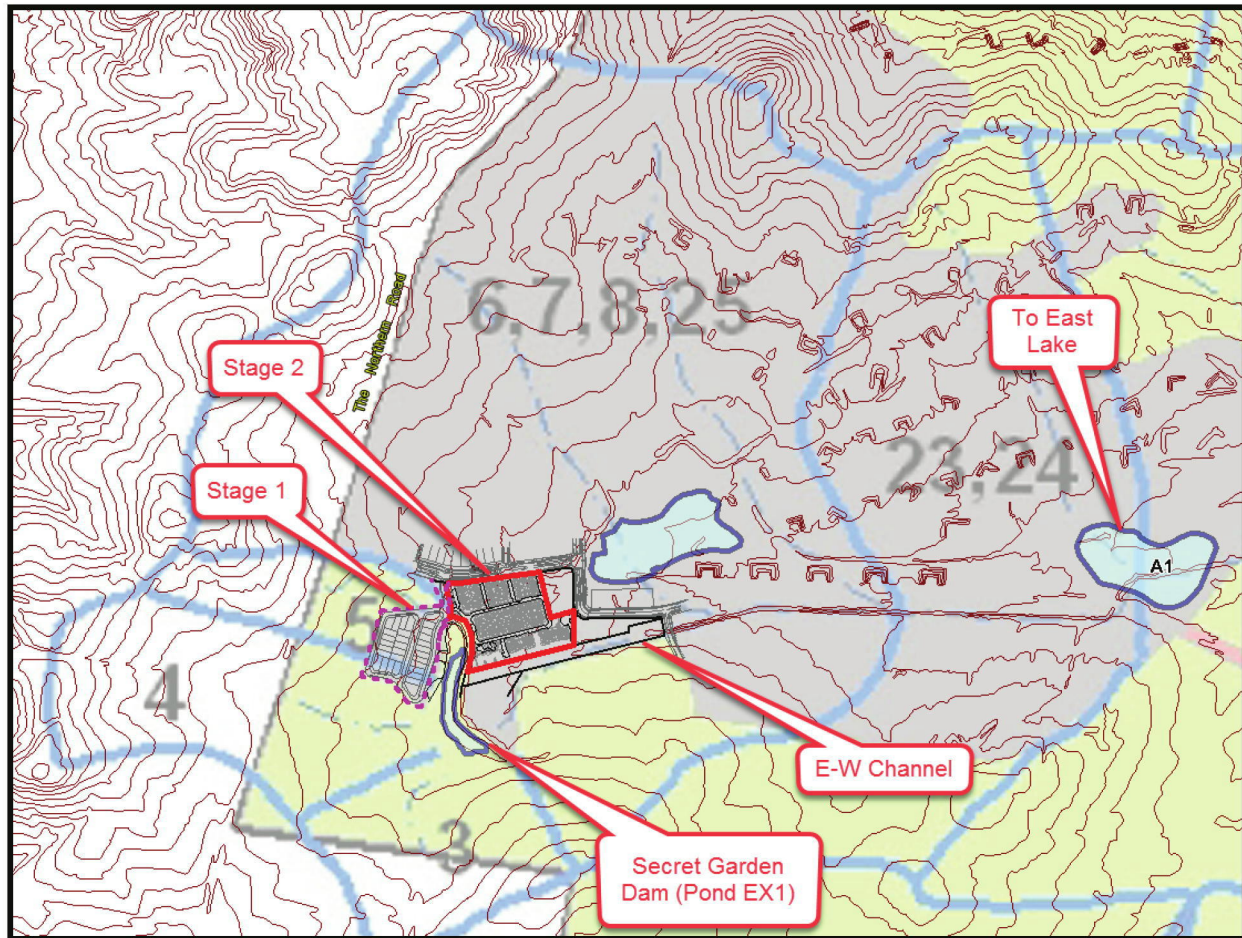 The Northern Road
6,7,8,25
To East
Lake
Stage 2
23,24
Stage 1
A1
5
4
E-W Channel
3
Secret Garden
Dam (Pond EX1)